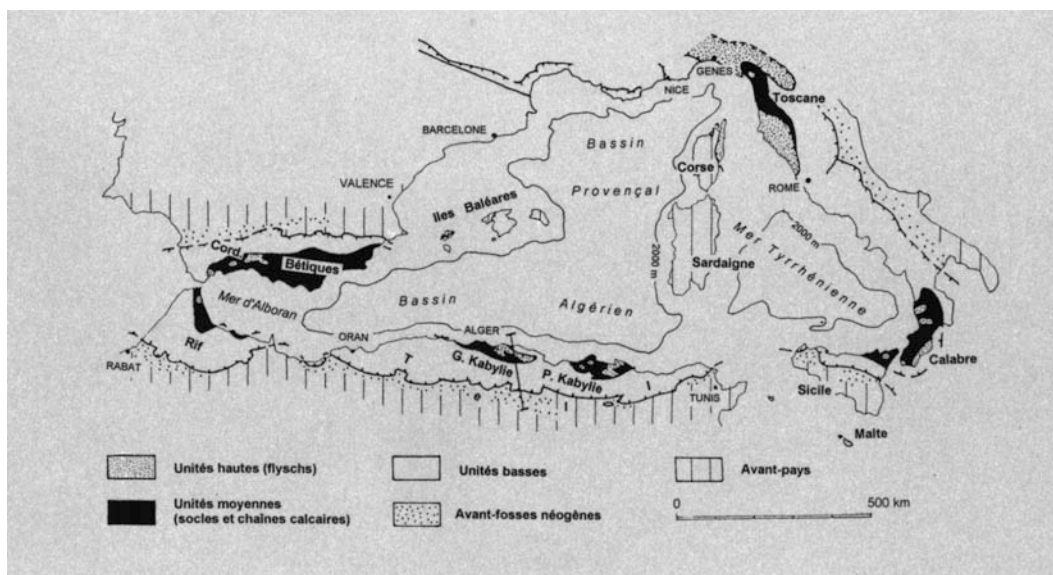 GENES
NICE
Toscane
BARCELONE
Bassin
Corse
VALENCE
Provençal
ROME
Iles Baléares
2000 m
Mer Tyrrhénienne
Cord.
Bétiques
2000 m
Sardaigne
Mer d'Alboran
Bassin
Algérien
ORAN
ALGER
Rif
G. Kabylie
Calabre
RABAT
T
P. Kabylie
l
Sicile
e
l
TUNIS
Malte
Unités hautes (flyschs)
Unités basses
Avant-pays
Unités moyennes
(socles et chaînes calcaires)
Avant-fosses néogènes
0
500 km